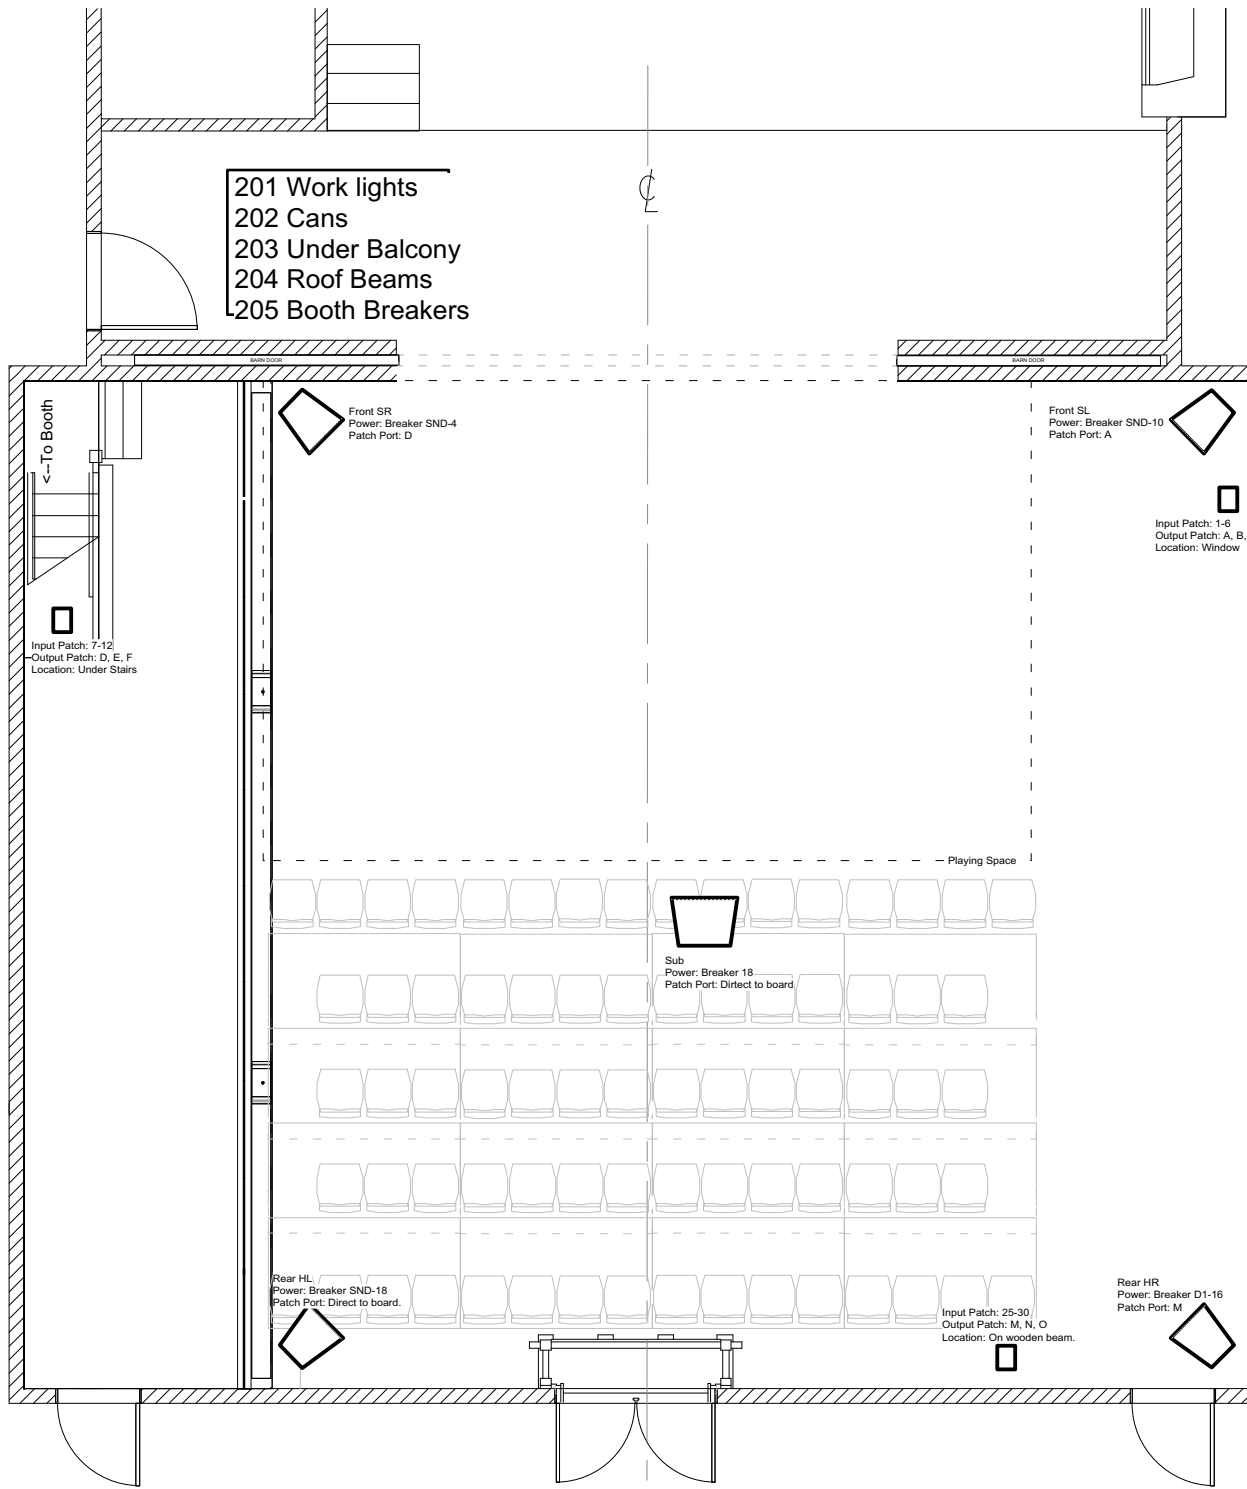 201 Work lights
202 Cans
203 Under Balcony
204 Roof Beams
205 Booth Breakers
BARN DOOR
BARN DOOR
<--To Booth
Front SR
Power: Breaker SND-4
Patch Port: D
Front SL
Power: Breaker SND-10
Patch Port: A
Input Patch: 1-6
Output Patch: A, B,
Location: Window
Input Patch: 7-12
Output Patch: D, E, F
Location: Under Stairs
Playing Space
Sub
Power: Breaker 18
Patch Port: Dirtect to board
Rear HL
Power: Breaker SND-18
Patch Port: Direct to board.
Input Patch: 25-30
Output Patch: M, N, O
Location: On wooden beam.
Rear HR
Power: Breaker D1-16
Patch Port: M